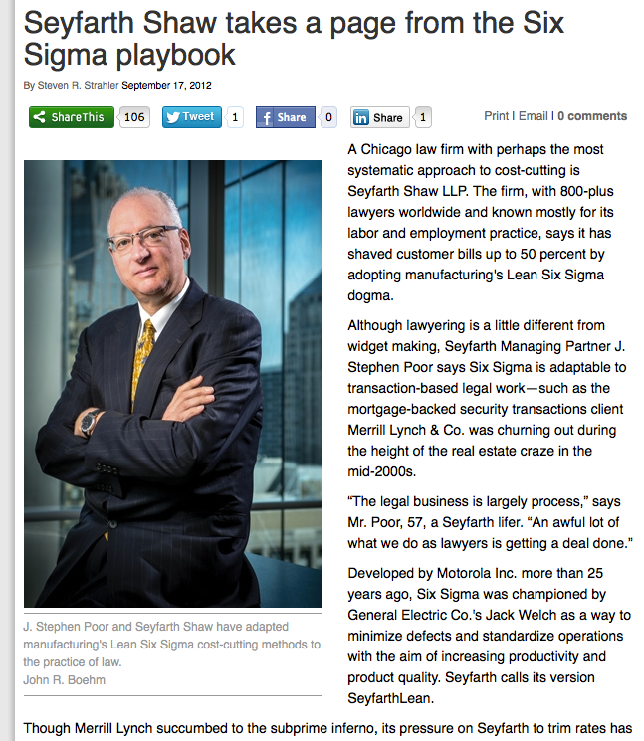 Seyfarth Shaw takes a page from the Six
Sigma playbook
By Steven R. Strahler September 17, 2012
ShareThis 106 Tweet 1 f Share 0 in Share 1 Print | Email | 0 comments
A Chicago law firm with perhaps the most
systematic approach to cost-cutting is
Seyfarth Shaw LLP. The firm, with 800-plus
lawyers worldwide and known mostly for its
labor and employment practice, says it has
shaved customer bills up to 50 percent by
adopting manufacturing's Lean Six Sigma
dogma.
Although lawyering is a little different from
widget making, Seyfarth Managing Partner J.
Stephen Poor says Six Sigma is adaptable to
transaction-based legal work—such as the
mortgage-backed security transactions client
Merrill Lynch & Co. was churning out during
the height of the real estate craze in the
mid-2000s.
“The legal business is largely process,” says
Mr. Poor, 57, a Seyfarth lifer. “An awful lot of
what we do as lawyers is getting a deal done.”
Developed by Motorola Inc. more than 25
years ago, Six Sigma was championed by
General Electric Co.'s Jack Welch as a way to
minimize defects and standardize operations
with the aim of increasing productivity and
product quality. Seyfarth calls its version
SeyfarthLean.
J. Stephen Poor and Seyfarth Shaw have adapted
manufacturing's Lean Six Sigma cost-cutting methods to
the practice of law.
John R. Boehm
Though Merrill Lynch succumbed to the subprime inferno, its pressure on Seyfarth to trim rates has